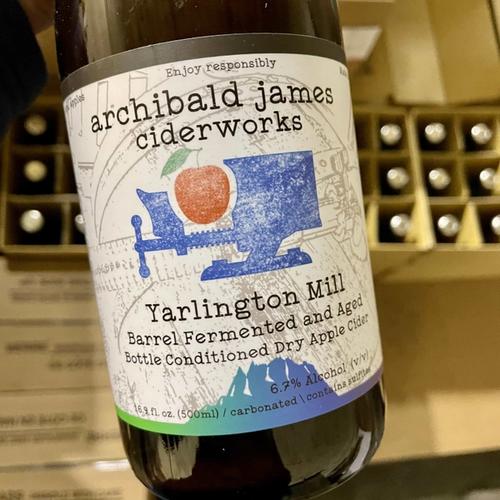 Enjoy responsibly
Apples
archibald james
ciderworks
Yarlington Mill
Barrel Fermented and Aged
Bottle Conditioned Dry Apple Cider
6.7% Alcohol (v/v)
16.9 fl. oz. (500ml) / carbonated \ contains sulfites